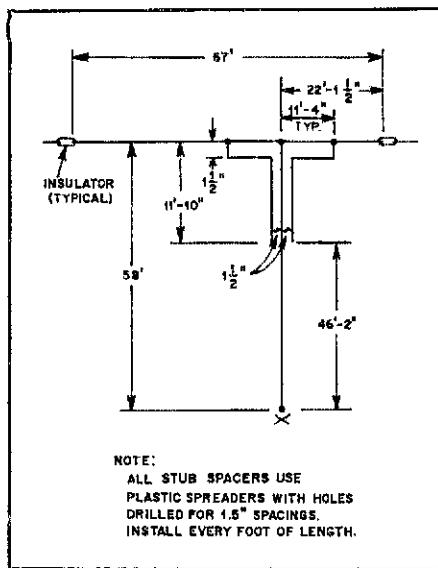 67'
22'-1 1/2"
11'-4"
TYP.
INSULATOR
(TYPICAL)
1 1/2"
11'-10"
58'
1 1/2"
46'-2"
NOTE:
ALL STUB SPACERS USE
PLASTIC SPREADERS WITH HOLES
DRILLED FOR 1.5" SPACINGS.
INSTALL EVERY FOOT OF LENGTH.